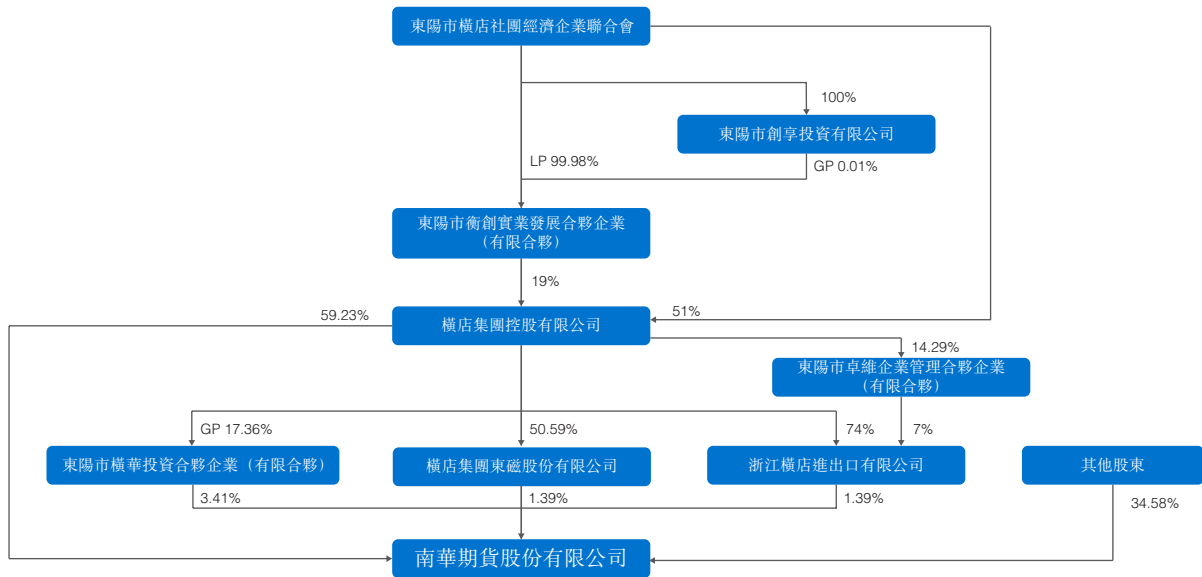 東陽市橫店社團經濟企業聯合會
100%
東陽市創享投資有限公司
LP 99.98%
GP 0.01%
東陽市衡創實業發展合夥企業
（有限合夥）
19%
59.23%
橫店集團控股有限公司
51%
14.29%
東陽市卓維企業管理合夥企業
（有限合夥）
GP 17.36%
50.59%
74%
7%
東陽市橫華投資合夥企業（有限合夥）
橫店集團東磁股份有限公司
浙江橫店進出口有限公司
其他股東
3.41%
1.39%
1.39%
34.58%
南華期貨股份有限公司